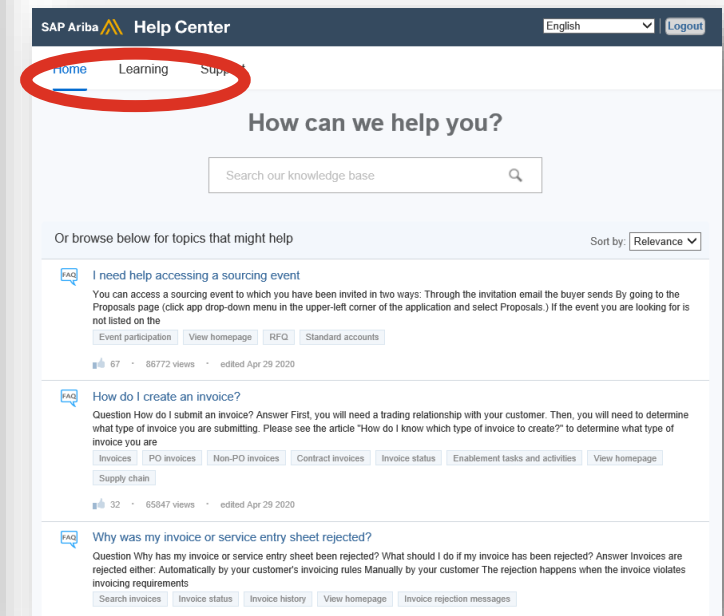 SAP Ariba Help Center
English
Logout
Home Learning Support
How can we help you?
Search our knowledge base
Or browse below for topics that might help
Sort by: Relevance
FAQ I need help accessing a sourcing event
You can access a sourcing event to which you have been invited in two ways: Through the invitation email the buyer sends By going to the
Proposals page (click app drop-down menu in the upper-left corner of the application and select Proposals.) If the event you are looking for is
not listed on the
Event participation View homepage RFQ Standard accounts
67 · 86772 views · edited Apr 29 2020
FAQ How do I create an invoice?
Question How do I submit an invoice? Answer First, you will need a trading relationship with your customer. Then, you will need to determine
what type of invoice you are submitting. Please see the article "How do I know which type of invoice to create?" to determine what type of
invoice you are
Invoices PO invoices Non-PO invoices Contract invoices Invoice status Enablement tasks and activities View homepage
Supply chain
32 · 65847 views · edited Apr 29 2020
FAQ Why was my invoice or service entry sheet rejected?
Question Why has my invoice or service entry sheet been rejected? What should I do if my invoice has been rejected? Answer Invoices are
rejected either: Automatically by your customer's invoicing rules Manually by your customer The rejection happens when the invoice violates
invoicing requirements
Search invoices Invoice status Invoice history View homepage Invoice rejection messages